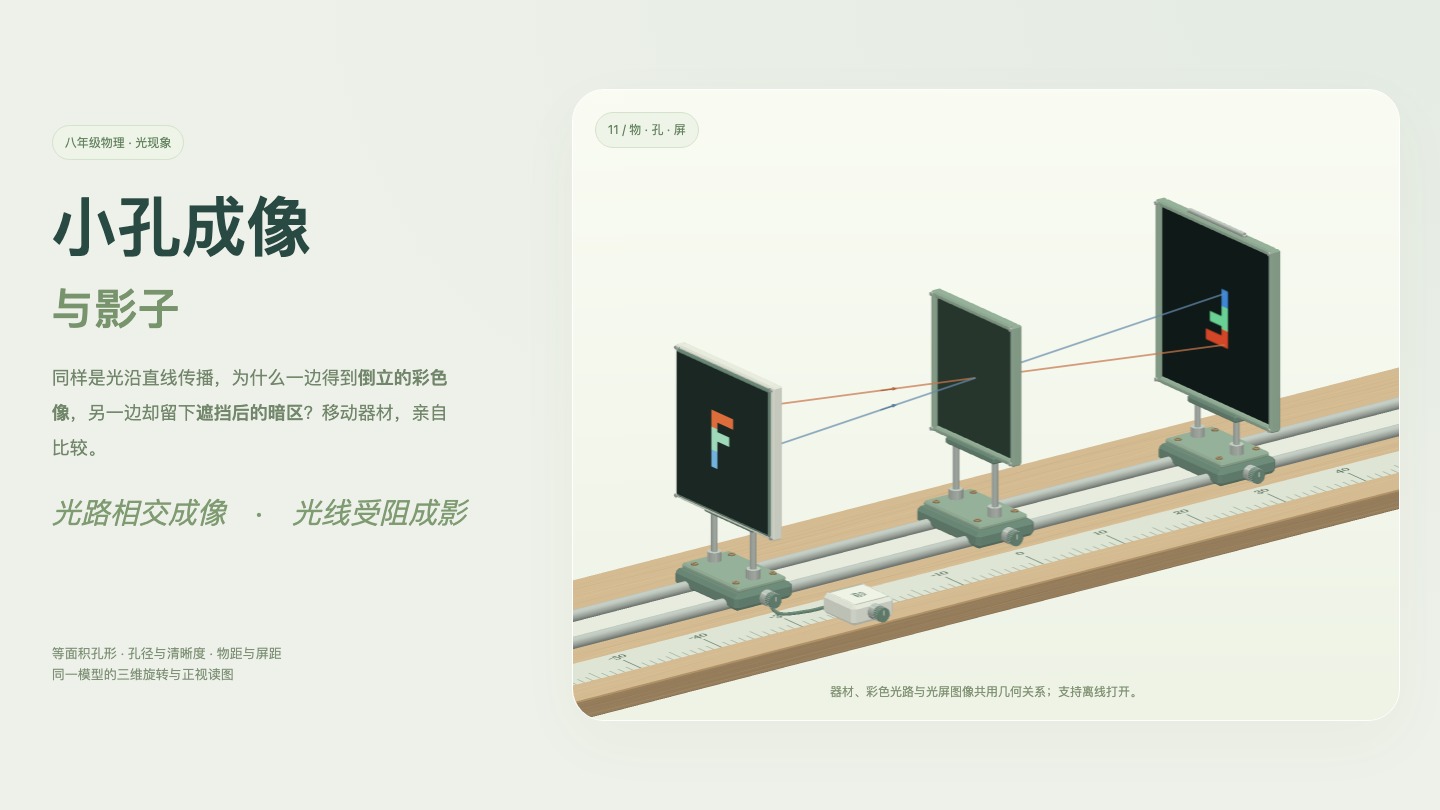 八年级物理 · 光现象
小孔成像
与影子
同样是光沿直线传播，为什么一边得到倒立的彩色
像，另一边却留下遮挡后的暗区？移动器材，亲自
比较。
光路相交成像 · 光线受阻成影
等面积孔形 · 孔径与清晰度 · 物距与屏距
同一模型的三维旋转与正视读图
11 / 物 · 孔 · 屏
F
F
-50
-40
-10
0
10
20
30
40
器材、彩色光路与光屏图像共用几何关系；支持离线打开。